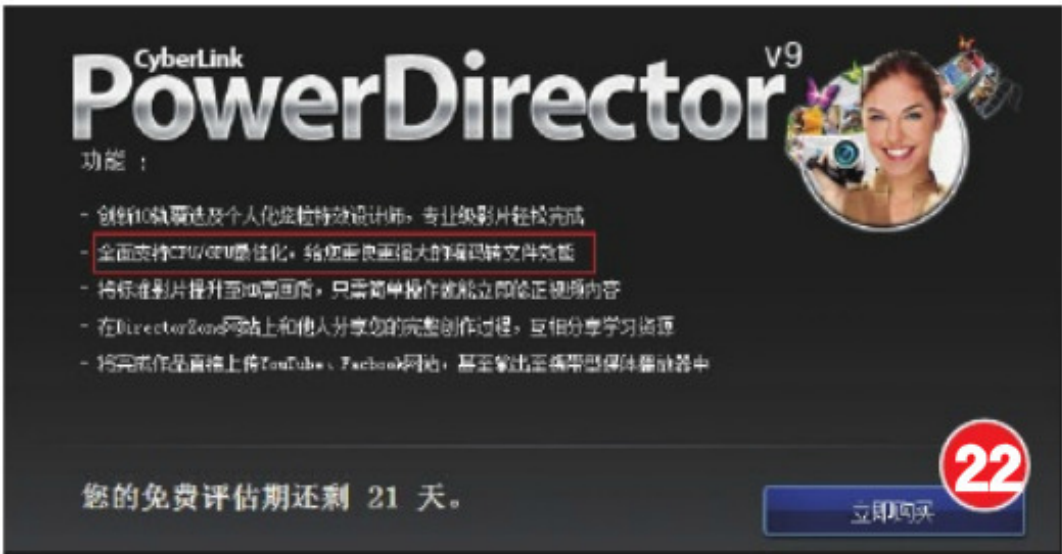 CyberLink
PowerDirector v9
功能：
- 创新10轨覆迭及个人化炫粒特效设计师，专业级影片轻松完成
- 全面支持CPU/GPU最佳化，给您更快更强大的编码转文件效能
- 将标准影片提升至HD高画质，只需简单操作就能立即修正视频内容
- 在DirectorZone网站上和他人分享您的完整创作过程，互相分享学习资源
- 将完成作品直接上传YouTube、Facbook网站，甚至输出至携带型媒体播放器中
您的免费评估期还剩 21 天。
22
立即购买